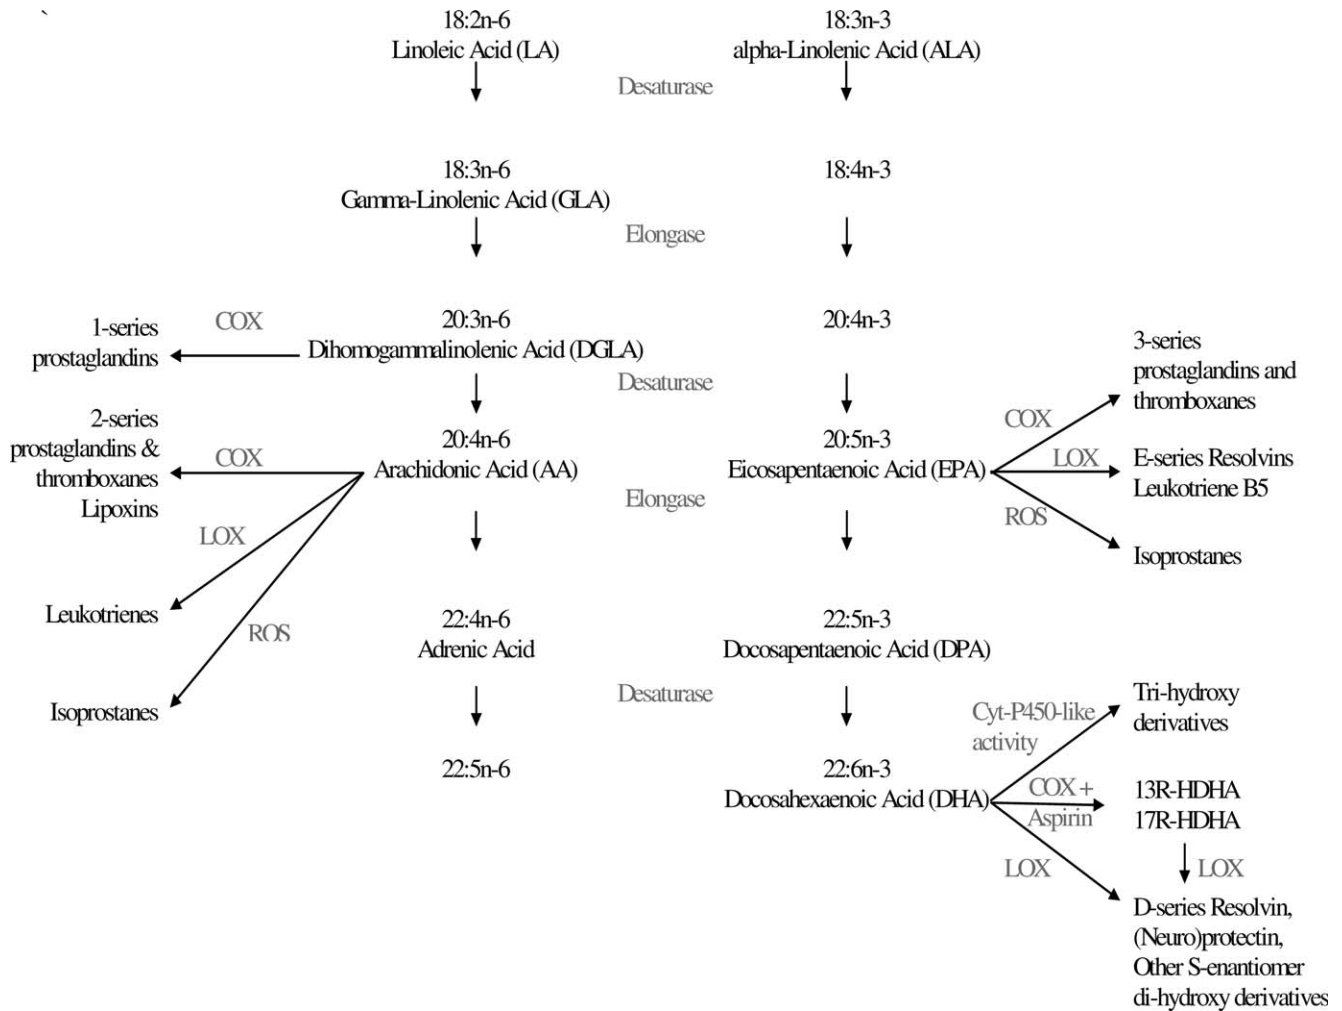 `
18:2n-6
Linoleic Acid (LA)
18:3n-3
alpha-Linolenic Acid (ALA)
Desaturase
18:3n-6
Gamma-Linolenic Acid (GLA)
18:4n-3
Elongase
1-series
prostaglandins
COX
20:3n-6
Dihomogammalinolenic Acid (DGLA)
20:4n-3
Desaturase
2-series
prostaglandins &
thromboxanes
Lipoxins
COX
20:4n-6
Arachidonic Acid (AA)
20:5n-3
Eicosapentaenoic Acid (EPA)
COX
3-series
prostaglandins and
thromboxanes
LOX
E-series Resolvins
Leukotriene B5
ROS
Isoprostanes
Elongase
LOX
Leukotrienes
ROS
Isoprostanes
22:4n-6
Adrenic Acid
22:5n-3
Docosapentaenoic Acid (DPA)
Desaturase
22:5n-6
22:6n-3
Docosahexaenoic Acid (DHA)
Cyt-P450-like
activity
Tri-hydroxy
derivatives
COX +
Aspirin
13R-HDHA
17R-HDHA
LOX
LOX
D-series Resolvin,
(Neuro)protectin,
Other S-enantiomer
di-hydroxy derivatives